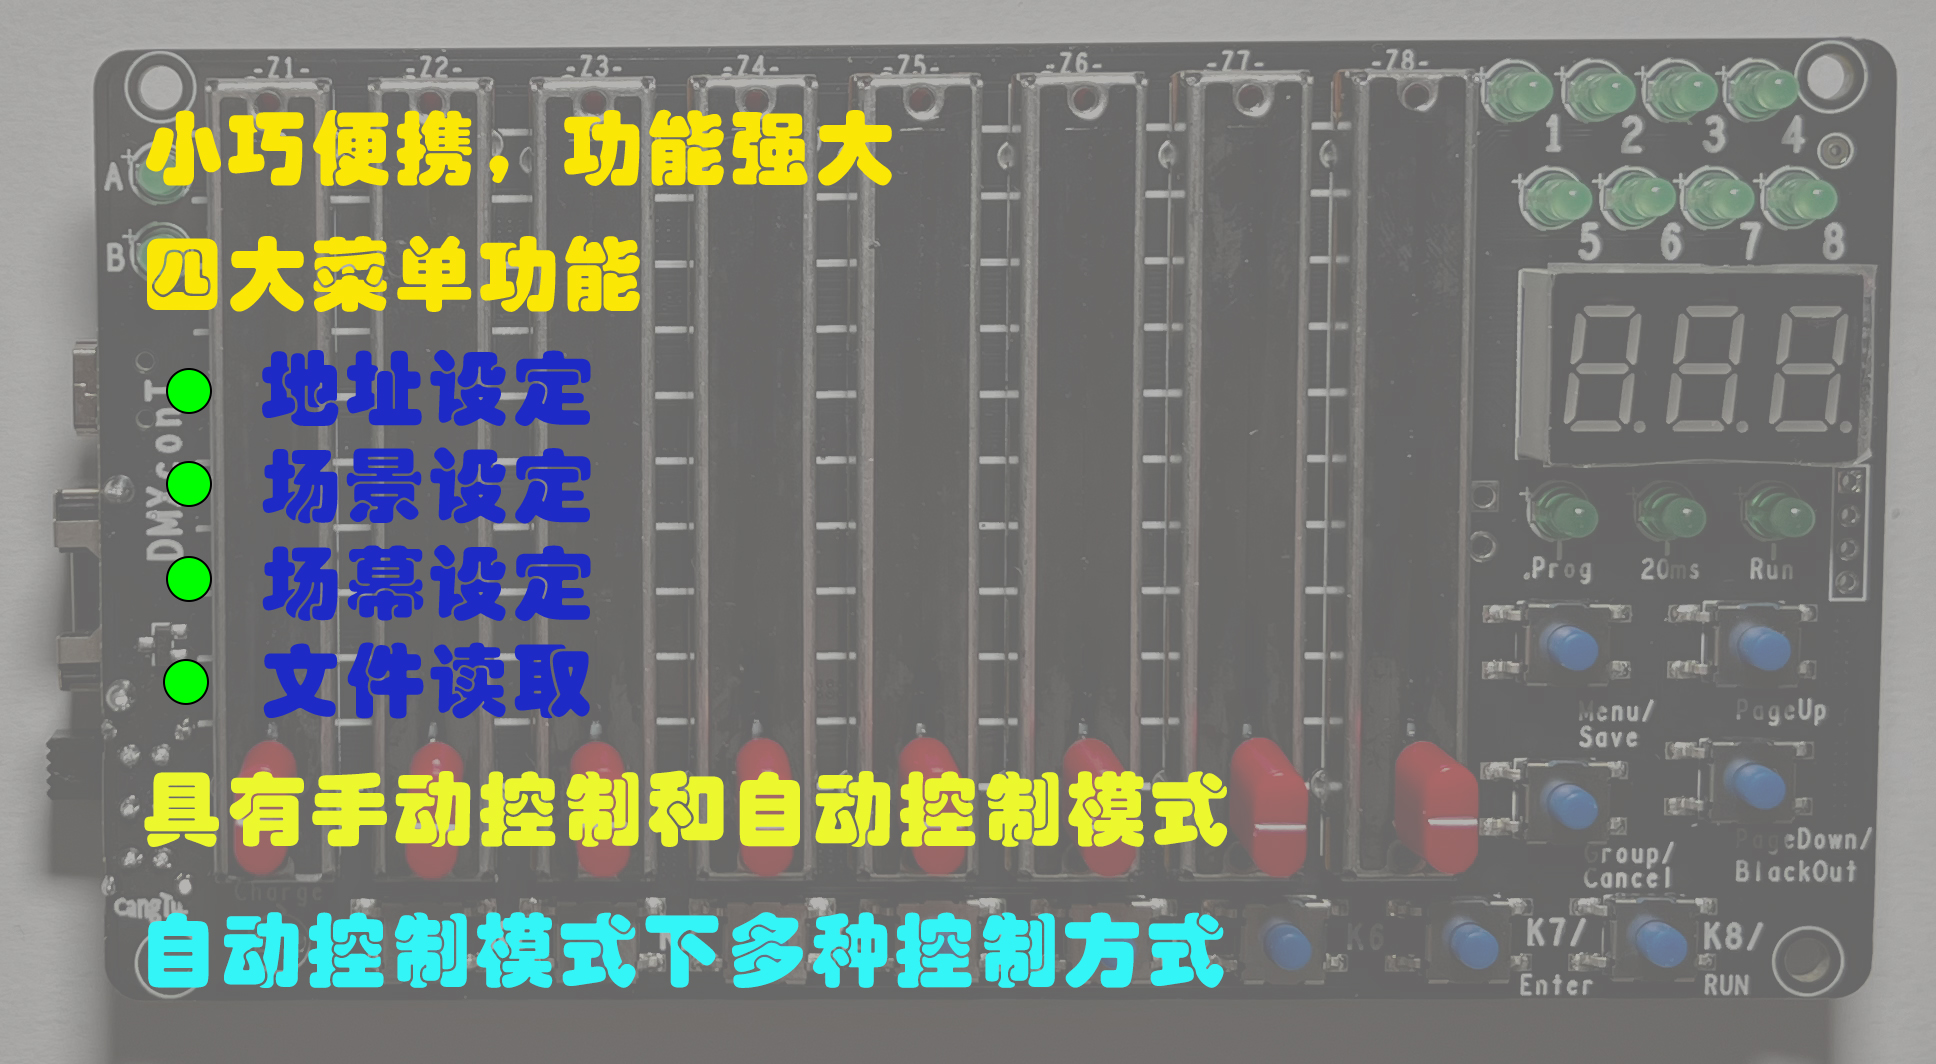 -Z1- -Z2- -Z3- -Z4- -Z5- -Z6- -Z7- -Z8-
1 2 3 4
小巧便携，功能强大
A
5 6 7 8
B
四大菜单功能
地址设定
DMXconT
场景设定
场幕设定
.Prog 20ms Run
文件读取
Menu/
Save
PageUp
具有手动控制和自动控制模式
Group/
Cancel
PageDown/
BlackOut
Charge
CangTu
自动控制模式下多种控制方式
K6
K7/
Enter
K8/
RUN